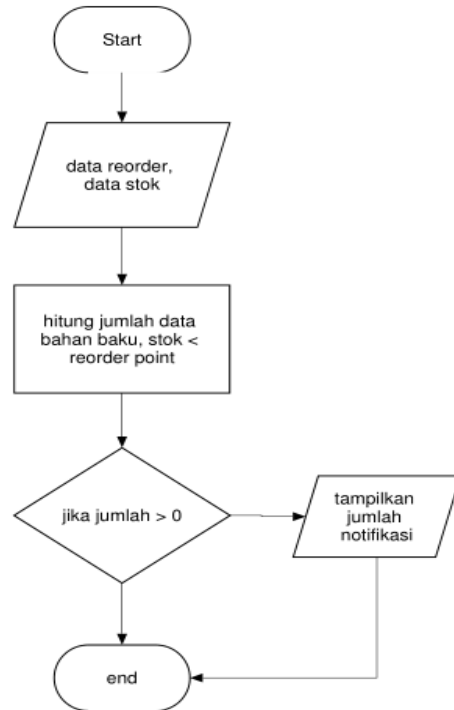 Start
data reorder,
data stok
hitung jumlah data
bahan baku, stok <
reorder point
jika jumlah > 0
tampilkan
jumlah
notifikasi
end